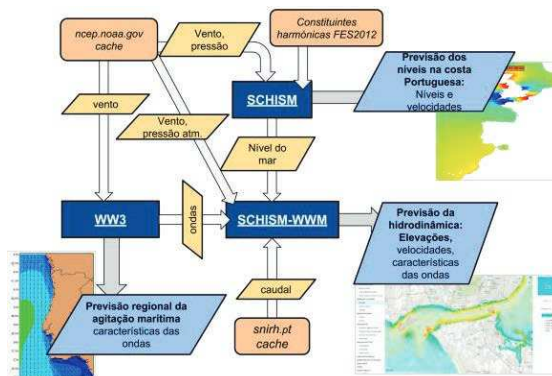 ncep.noaa.gov
cache
Vento,
pressão
Constituintes
harmónicas FES2012
Previsão dos
níveis na costa
Portuguesa:
Níveis e
velocidades
SCHISM
vento
Vento,
pressão atm.
Nível do
mar
WW3
ondas
SCHISM-WWM
Previsão da
hidrodinâmica:
Elevações,
velocidades,
características
das ondas
caudal
Previsão regional da
agitação marítima
características das
ondas
snirh.pt
cache